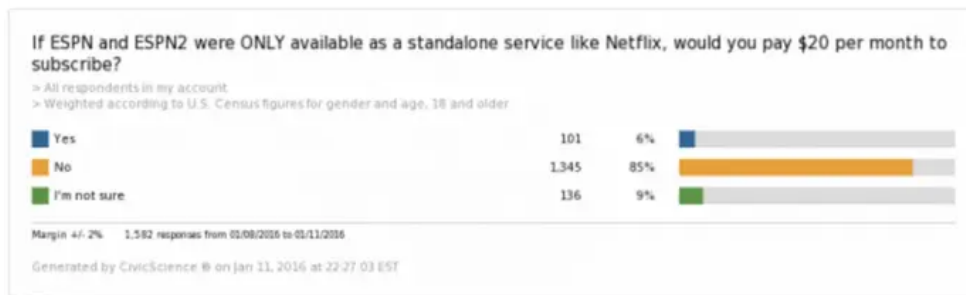 If ESPN and ESPN2 were ONLY available as a standalone service like Netflix, would you pay $20 per month to
subscribe?
> All respondents in my account
> Weighted according to U.S. Census figures for gender and age, 18 and older
Yes 101 6%
No 1,345 85%
I'm not sure 136 9%
Margin +/- 2% 1,582 responses from 01/08/2016 to 01/11/2016
Generated by CivicScience ® on Jan 11, 2016 at 22:27:03 EST